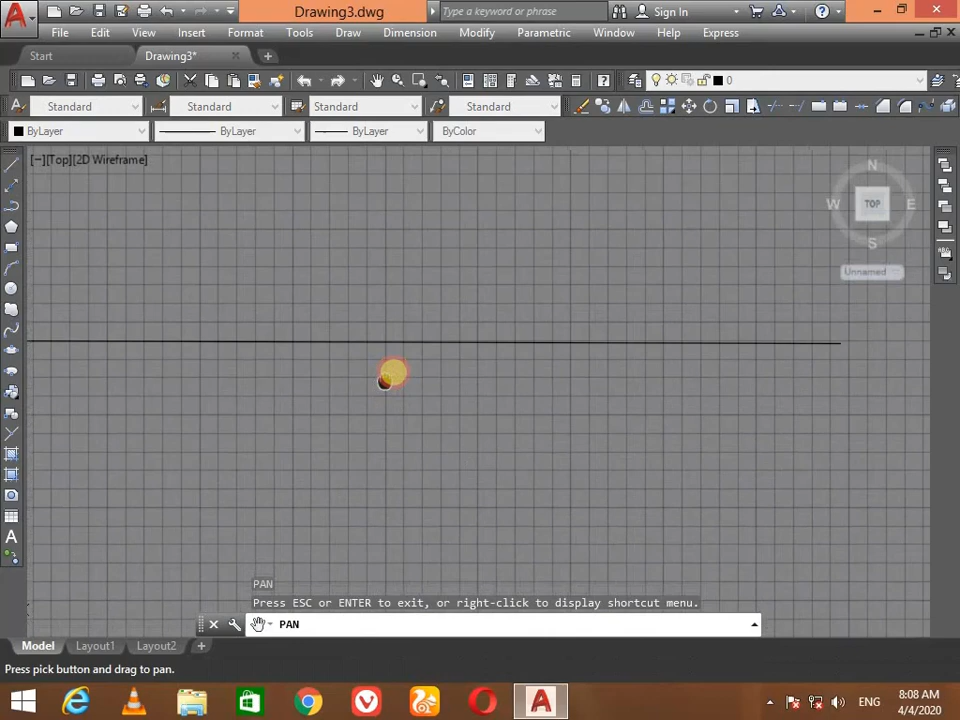 Drawing3.dwg
Type a keyword or phrase
Sign In
File Edit View Insert Format Tools Draw Dimension Modify Parametric Window Help Express
Start
Drawing3*
Standard Standard Standard Standard
0
ByLayer ByLayer ByLayer ByColor
[−][Top][2D Wireframe]
N
W TOP E
S
Unnamed
A
PAN
Press ESC or ENTER to exit, or right-click to display shortcut menu.
PAN
Model Layout1 Layout2
Press pick button and drag to pan.
ENG
8:08 AM
4/4/2020